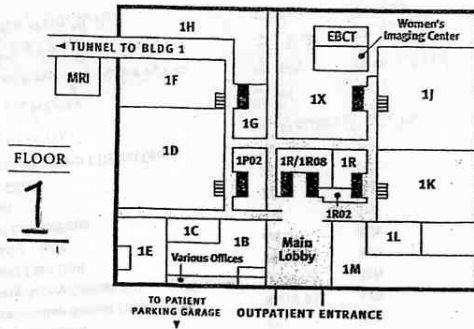 1H
EBCT
Women's
Imaging Center
◄ TUNNEL TO BLDG 1
MRI
1F
1X
1J
1G
FLOOR
1
1D
1P02
1R/1R08
1R
1K
1R02
1C
1B
1L
1E
Various Offices
Main
Lobby
1M
TO PATIENT
PARKING GARAGE
▼
OUTPATIENT ENTRANCE